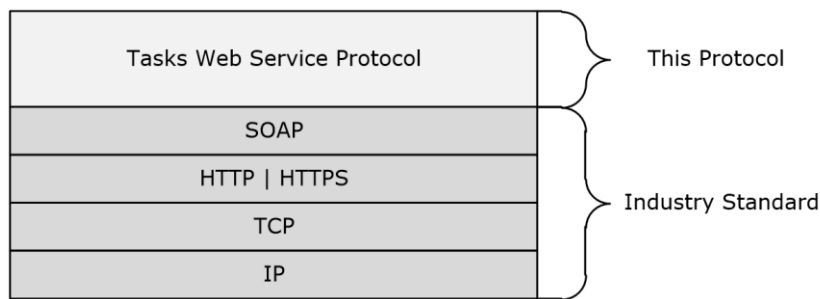 Tasks Web Service Protocol
This Protocol
SOAP
HTTP | HTTPS
TCP
Industry Standard
IP